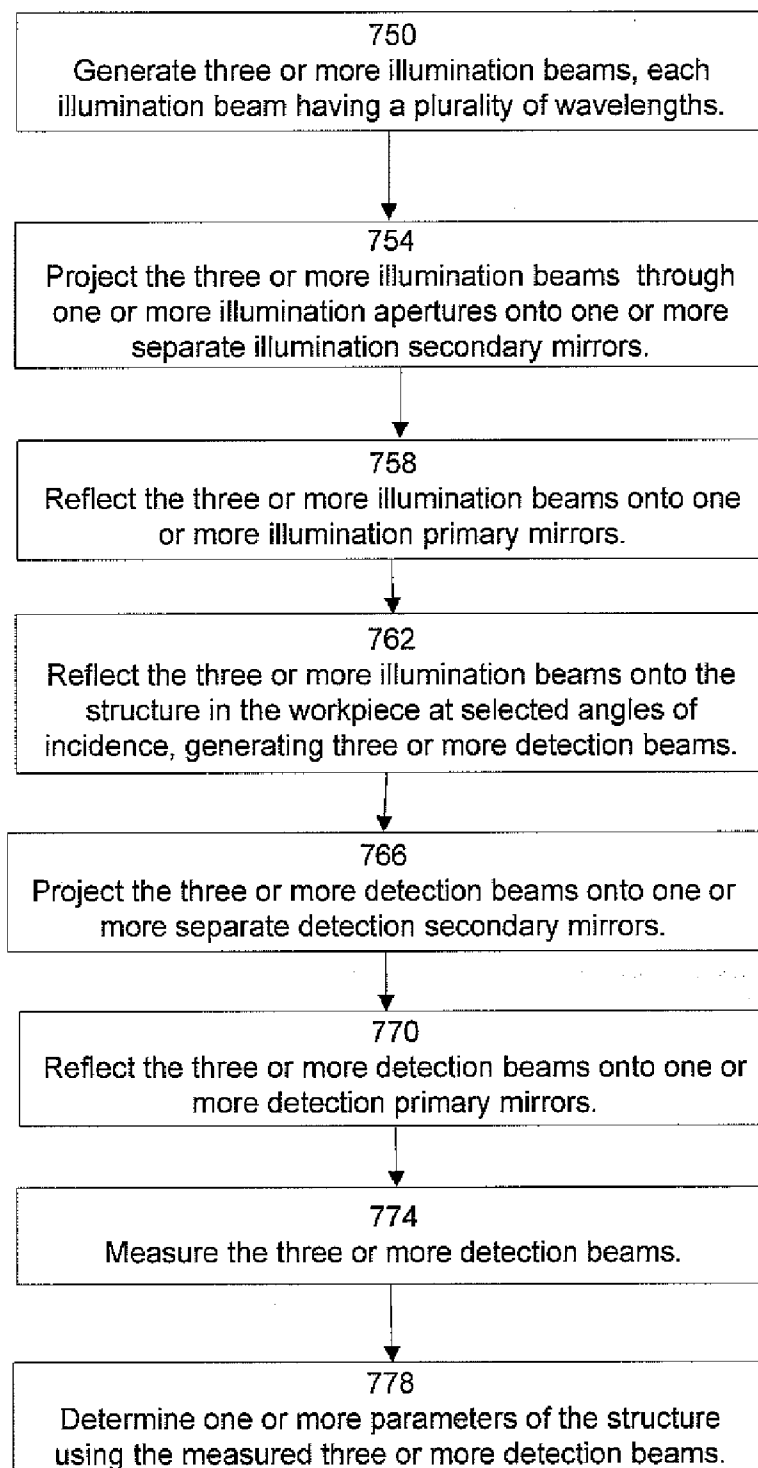 750
Generate three or more illumination beams, each
illumination beam having a plurality of wavelengths.
754
Project the three or more illumination beams through
one or more illumination apertures onto one or more
separate illumination secondary mirrors.
758
Reflect the three or more illumination beams onto one
or more illumination primary mirrors.
762
Reflect the three or more illumination beams onto the
structure in the workpiece at selected angles of
incidence, generating three or more detection beams.
766
Project the three or more detection beams onto one or
more separate detection secondary mirrors.
770
Reflect the three or more detection beams onto one or
more detection primary mirrors.
774
Measure the three or more detection beams.
778
Determine one or more parameters of the structure
using the measured three or more detection beams.